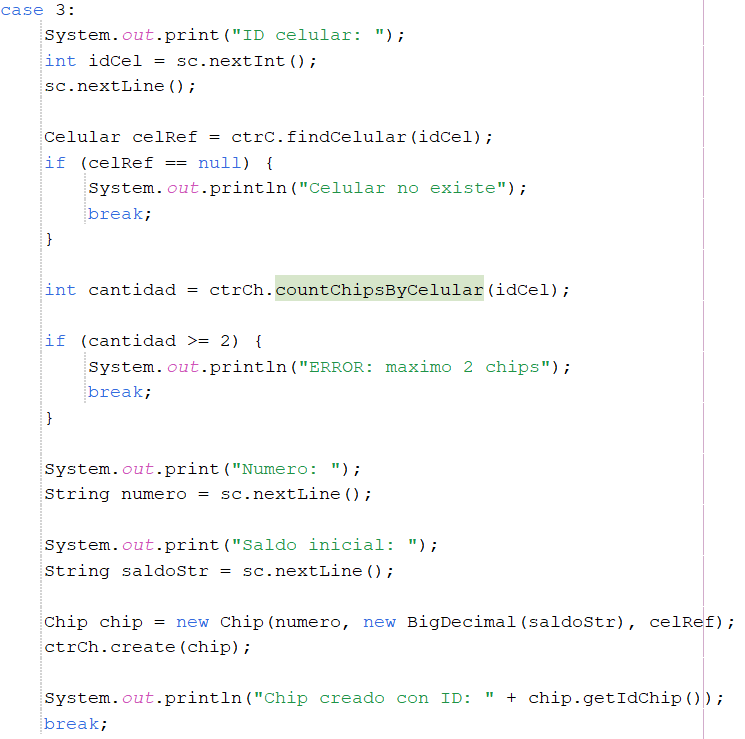 case 3:
System.out.print("ID celular: ");
int idCel = sc.nextInt();
sc.nextLine();
Celular celRef = ctrC.findCelular(idCel);
if (celRef == null) {
System.out.println("Celular no existe");
break;
}
int cantidad = ctrCh.countChipsByCelular(idCel);
if (cantidad >= 2) {
System.out.println("ERROR: maximo 2 chips");
break;
}
System.out.print("Numero: ");
String numero = sc.nextLine();
System.out.print("Saldo inicial: ");
String saldoStr = sc.nextLine();
Chip chip = new Chip(numero, new BigDecimal(saldoStr), celRef);
ctrCh.create(chip);
System.out.println("Chip creado con ID: " + chip.getIdChip());
break;